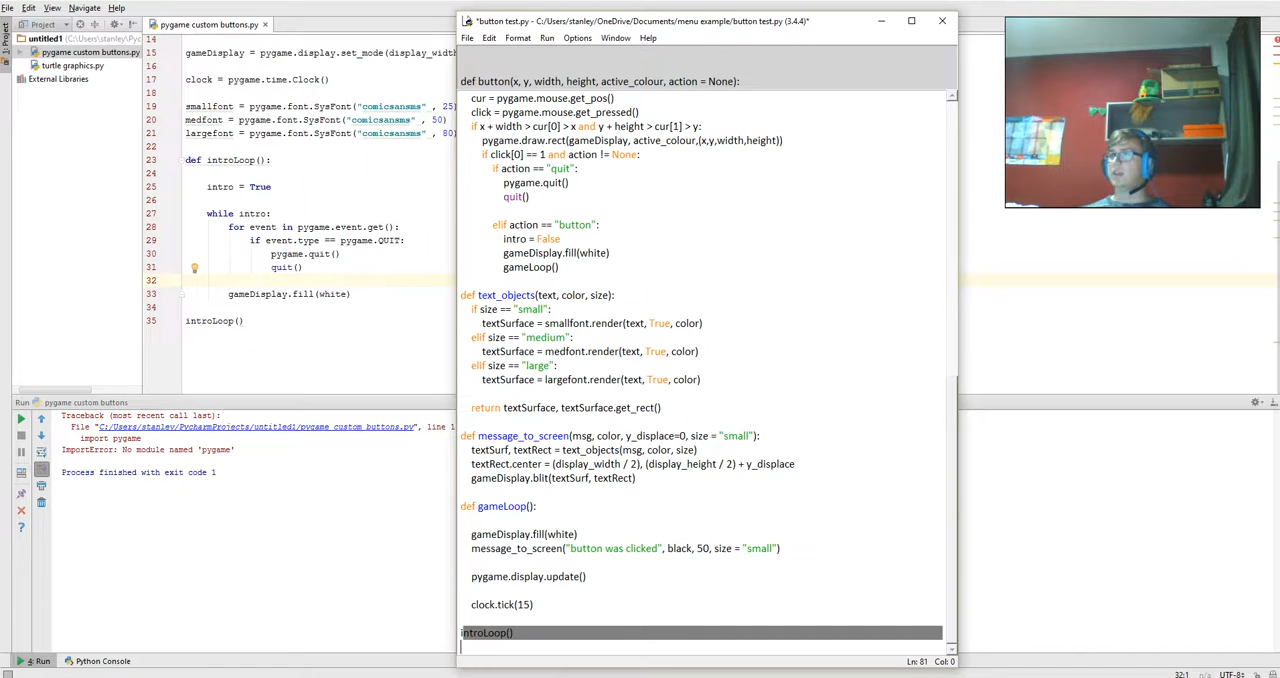 File Edit View Navigate Help
Project
pygame custom buttons.py
untitled1 (C:\Users\stanley\
pygame custom buttons.py
turtle graphics.py
External Libraries
1: Project
14
15 gameDisplay = pygame.display.set_mode(display_widt
17 clock = pygame.time.Clock()
19 smallfont = pygame.font.SysFont("comicsansms", 25)
20 medfont = pygame.font.SysFont("comicsansms", 50)
21 largefont = pygame.font.SysFont("comicsansms", 80)
23 def introLoop():
25 intro = True
27 while intro:
28 for event in pygame.event.get():
29 if event.type == pygame.QUIT:
30 pygame.quit()
31 quit()
32
33 gameDisplay.fill(white)
34
35 introLoop()
*button test.py - C:/Users/stanley/OneDrive/Documents/menu example/button test.py (3.4.4)*
File Edit Format Run Options Window Help
def button(x, y, width, height, active_colour, action = None):
cur = pygame.mouse.get_pos()
click = pygame.mouse.get_pressed()
if x + width > cur[0] > x and y + height > cur[1] > y:
pygame.draw.rect(gameDisplay, active_colour,(x,y,width,height))
if click[0] == 1 and action != None:
if action == "quit":
pygame.quit()
quit()
elif action == "button":
intro = False
gameDisplay.fill(white)
gameLoop()
def text_objects(text, color, size):
if size == "small":
textSurface = smallfont.render(text, True, color)
elif size == "medium":
textSurface = medfont.render(text, True, color)
elif size == "large":
textSurface = largefont.render(text, True, color)
return textSurface, textSurface.get_rect()
def message_to_screen(msg, color, y_displace=0, size = "small"):
textSurf, textRect = text_objects(msg, color, size)
textRect.center = (display_width / 2), (display_height / 2) + y_displace
gameDisplay.blit(textSurf, textRect)
def gameLoop():
gameDisplay.fill(white)
message_to_screen("button was clicked", black, 50, size = "small")
pygame.display.update()
clock.tick(15)
introLoop()
Ln: 81 Col: 0
Run pygame custom buttons
Traceback (most recent call last):
File "C:/Users/stanley/PycharmProjects/untitled1/pygame custom buttons.py", line 1
import pygame
ImportError: No module named 'pygame'
Process finished with exit code 1
4: Run Python Console
32:1 n/a UTF-8